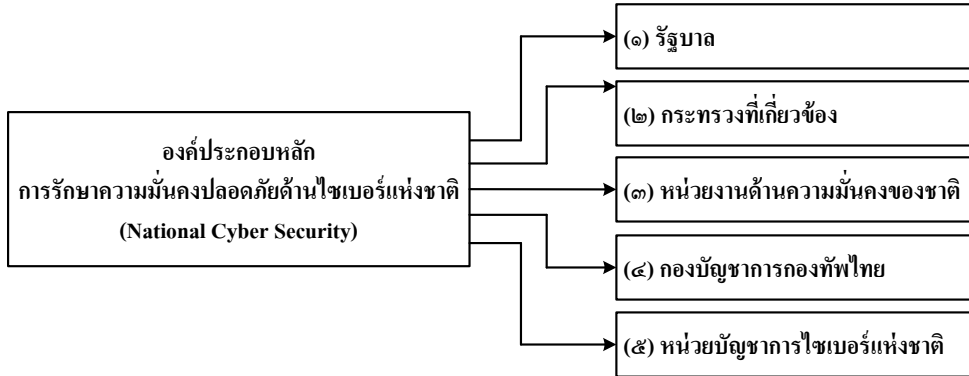 องค์ประกอบหลัก
การรักษาความมั่นคงปลอดภัยด้านไซเบอร์แห่งชาติ
(National Cyber Security)
(๑) รัฐบาล
(๒) กระทรวงที่เกี่ยวข้อง
(๓) หน่วยงานด้านความมั่นคงของชาติ
(๔) กองบัญชาการกองทัพไทย
(๕) หน่วยบัญชาการไซเบอร์แห่งชาติ